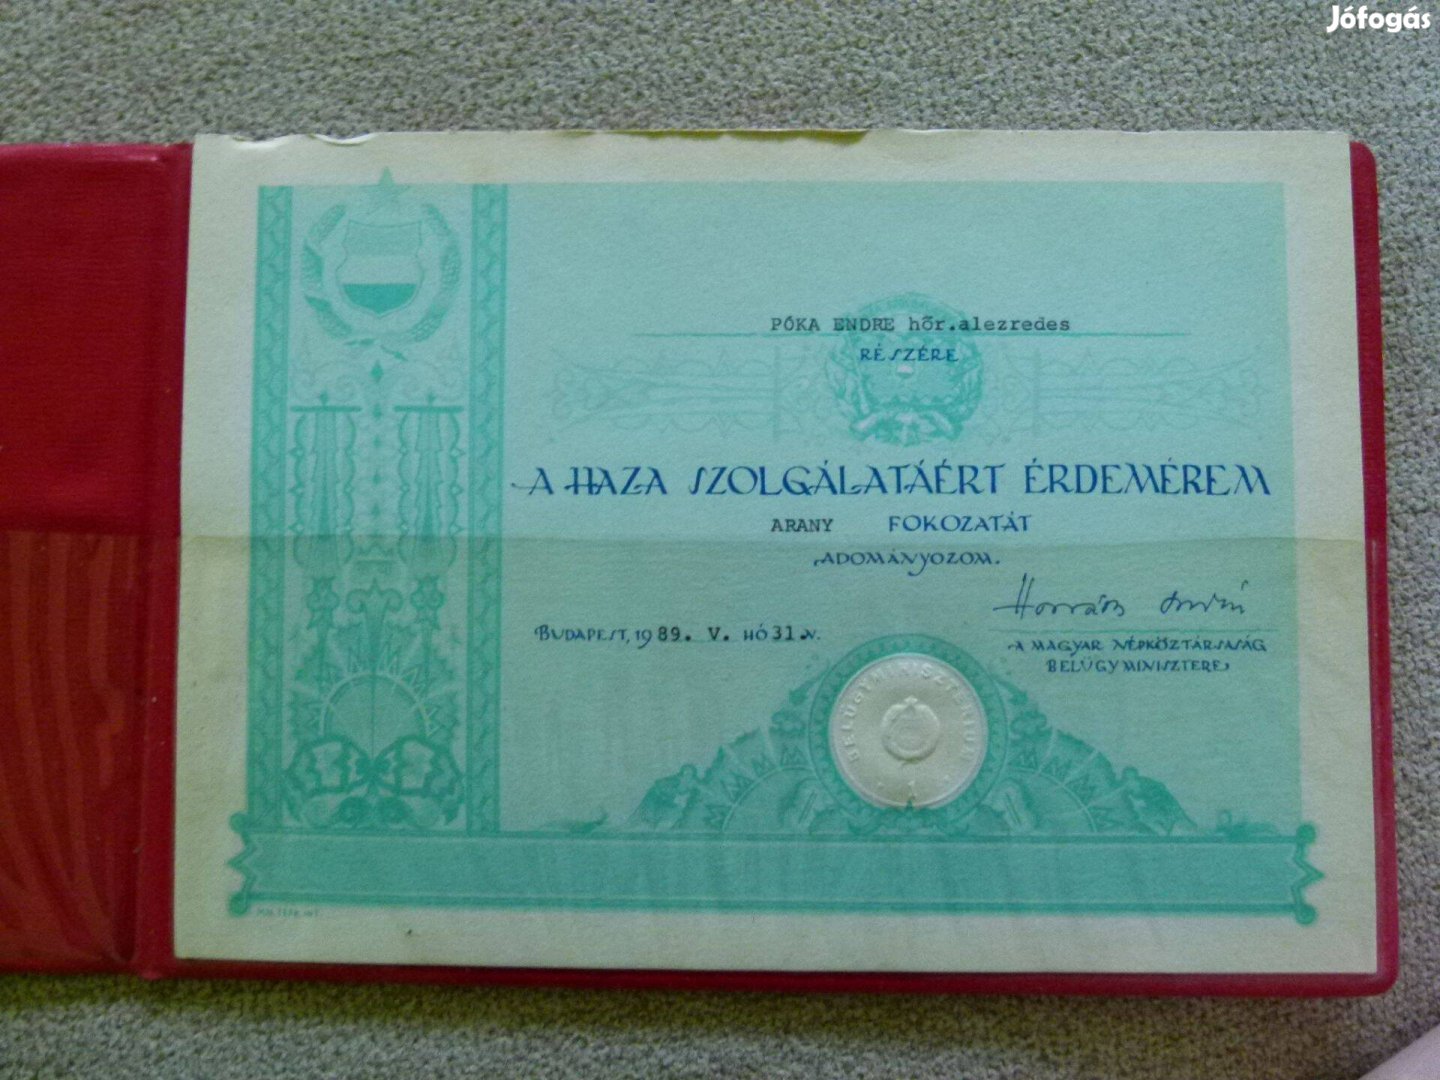 Jófogás
PÓKA ENDRE hőr.alezredes
RÉSZÉRE
A HAZA SZOLGÁLATÁÉRT ÉRDEMÉREM
ARANY FOKOZATÁT
ADOMÁNYOZOM.
BUDAPEST, 1989. V. HÓ 31.N.
A MAGYAR NÉPKÖZTÁRSASÁG
BELÜGYMINISZTERE
BELÜGYMINISZTÉRIUM